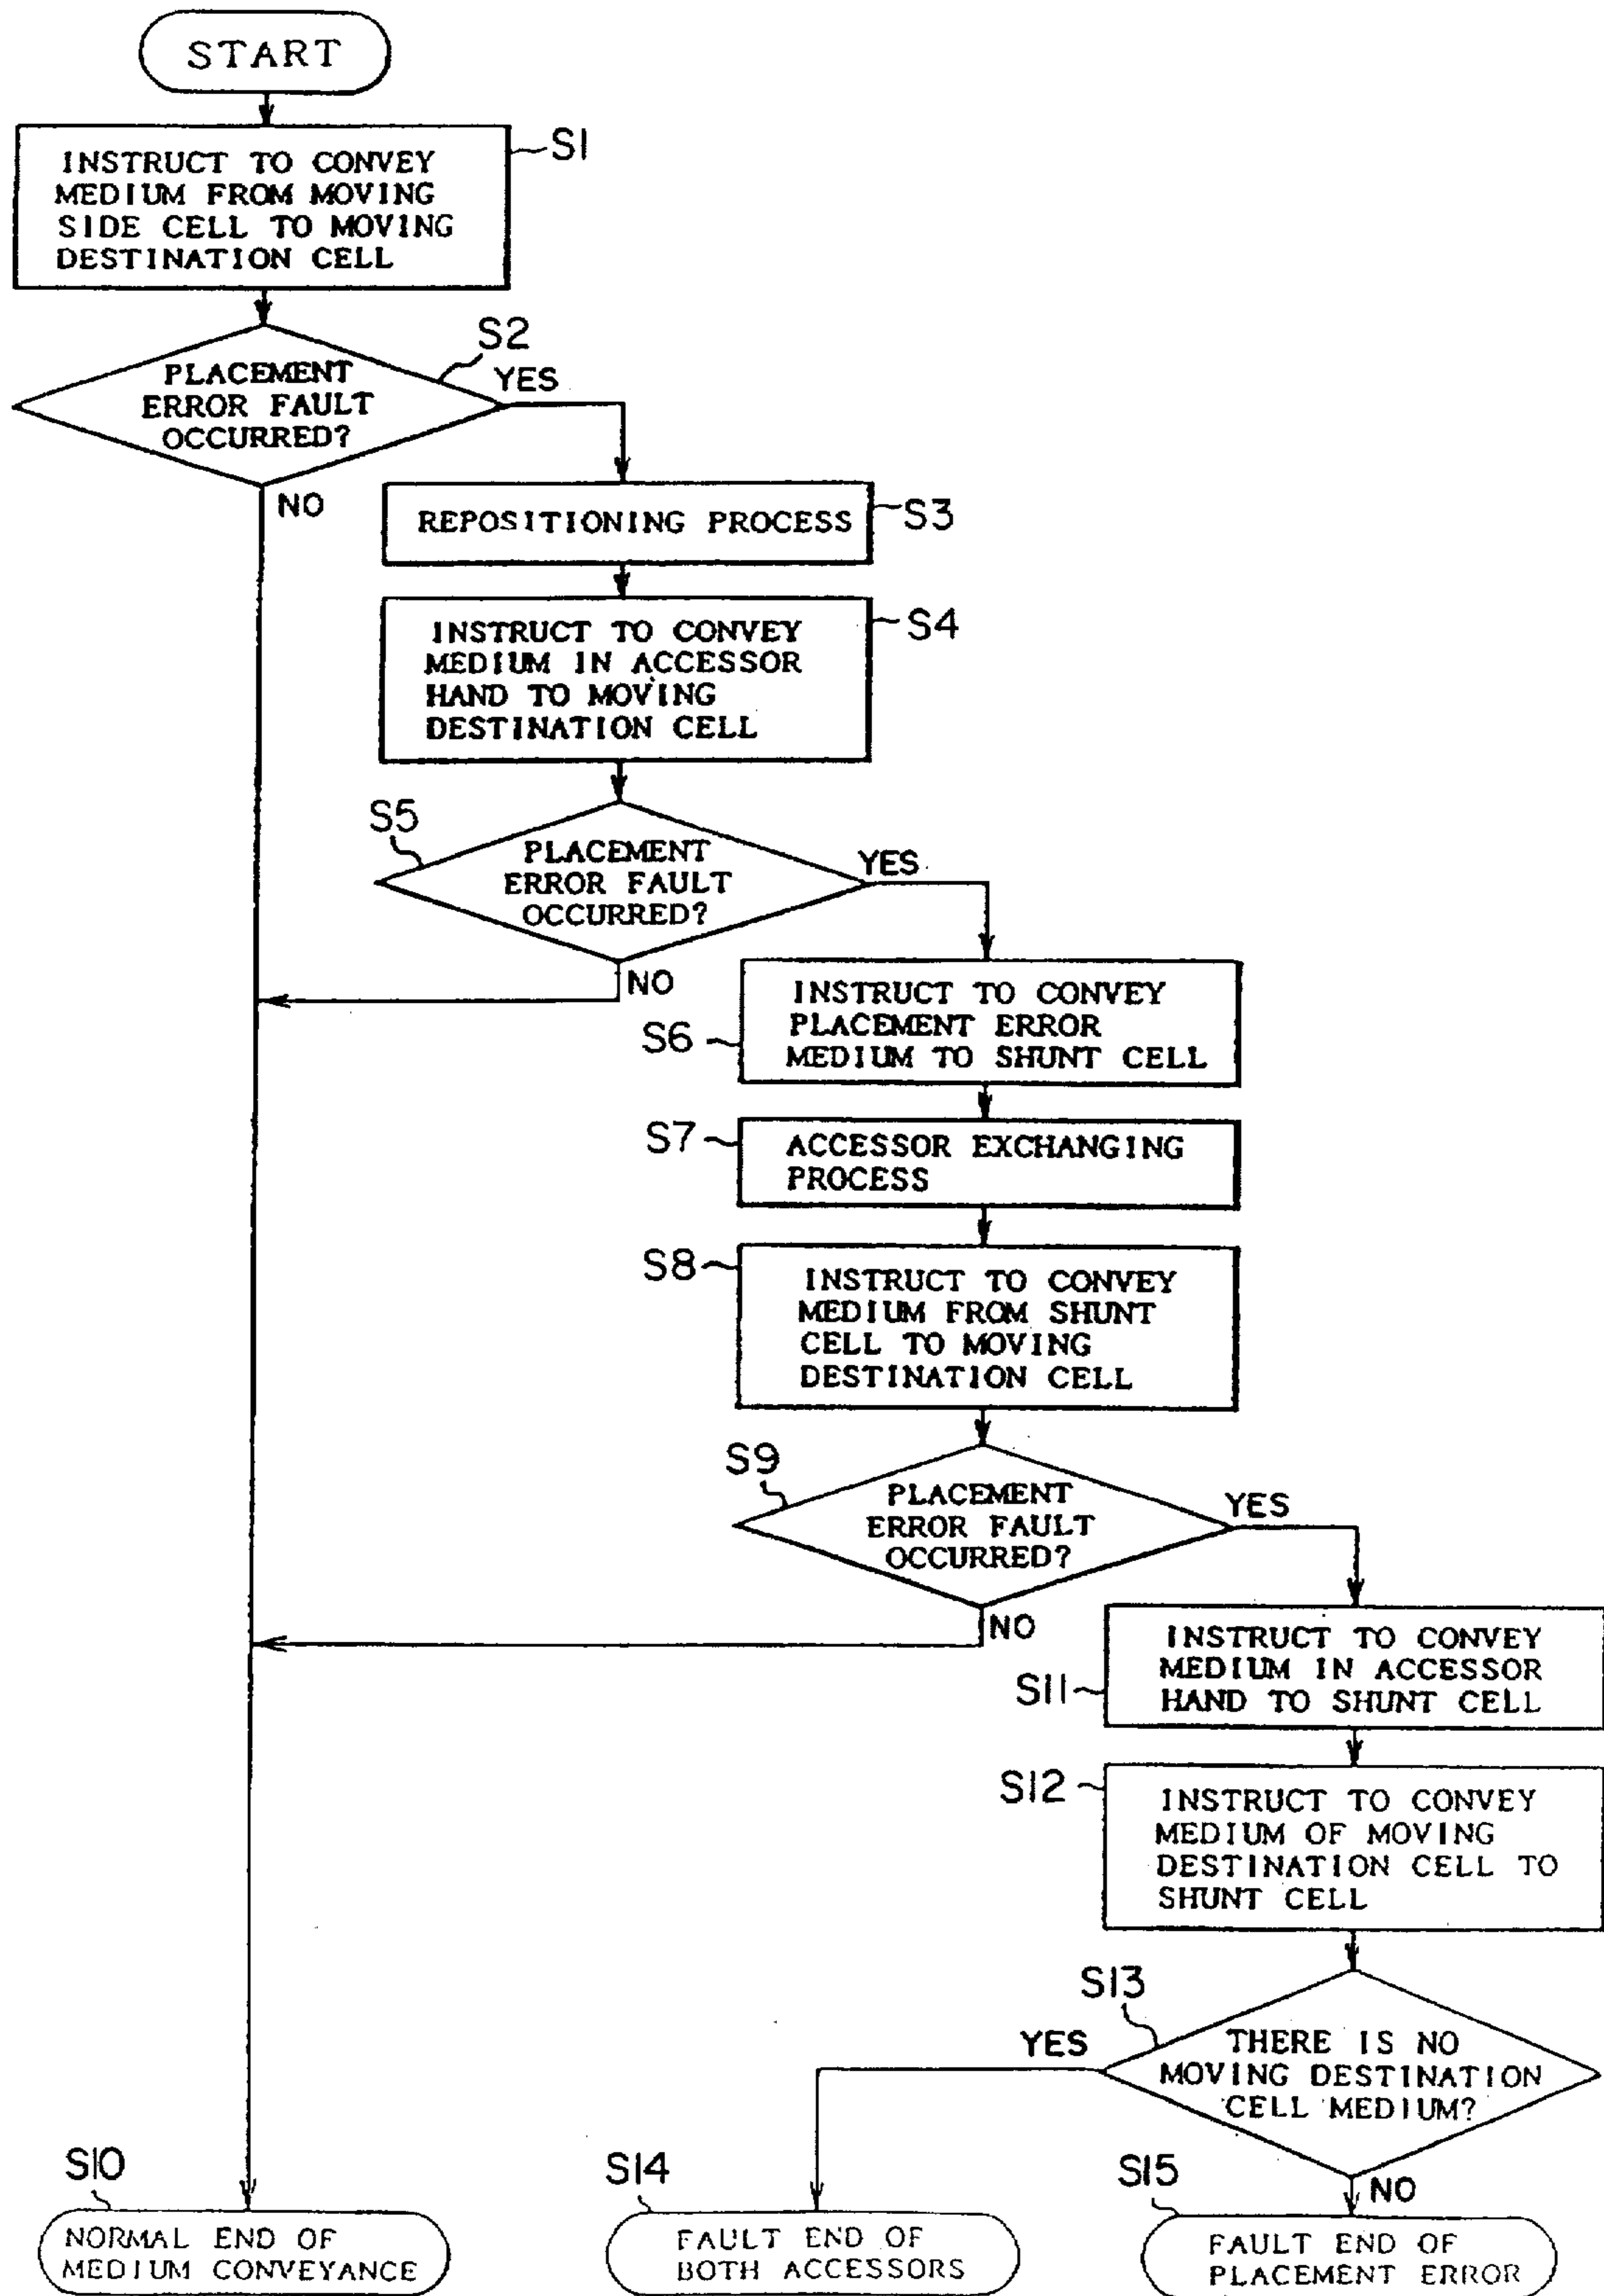 START
S1
INSTRUCT TO CONVEY
MEDIUM FROM MOVING
SIDE CELL TO MOVING
DESTINATION CELL
S2
PLACEMENT
ERROR FAULT
OCCURRED?
YES
NO
REPOSITIONING PROCESS
S3
INSTRUCT TO CONVEY
MEDIUM IN ACCESSOR
HAND TO MOVING
DESTINATION CELL
S4
S5
PLACEMENT
ERROR FAULT
OCCURRED?
YES
NO
S6
INSTRUCT TO CONVEY
PLACEMENT ERROR
MEDIUM TO SHUNT CELL
S7
ACCESSOR EXCHANGING
PROCESS
S8
INSTRUCT TO CONVEY
MEDIUM FROM SHUNT
CELL TO MOVING
DESTINATION CELL
S9
PLACEMENT
ERROR FAULT
OCCURRED?
YES
NO
S11
INSTRUCT TO CONVEY
MEDIUM IN ACCESSOR
HAND TO SHUNT CELL
S12
INSTRUCT TO CONVEY
MEDIUM OF MOVING
DESTINATION CELL TO
SHUNT CELL
S13
THERE IS NO
MOVING DESTINATION
CELL MEDIUM?
YES
NO
S10
NORMAL END OF
MEDIUM CONVEYANCE
S14
FAULT END OF
BOTH ACCESSORS
S15
FAULT END OF
PLACEMENT ERROR